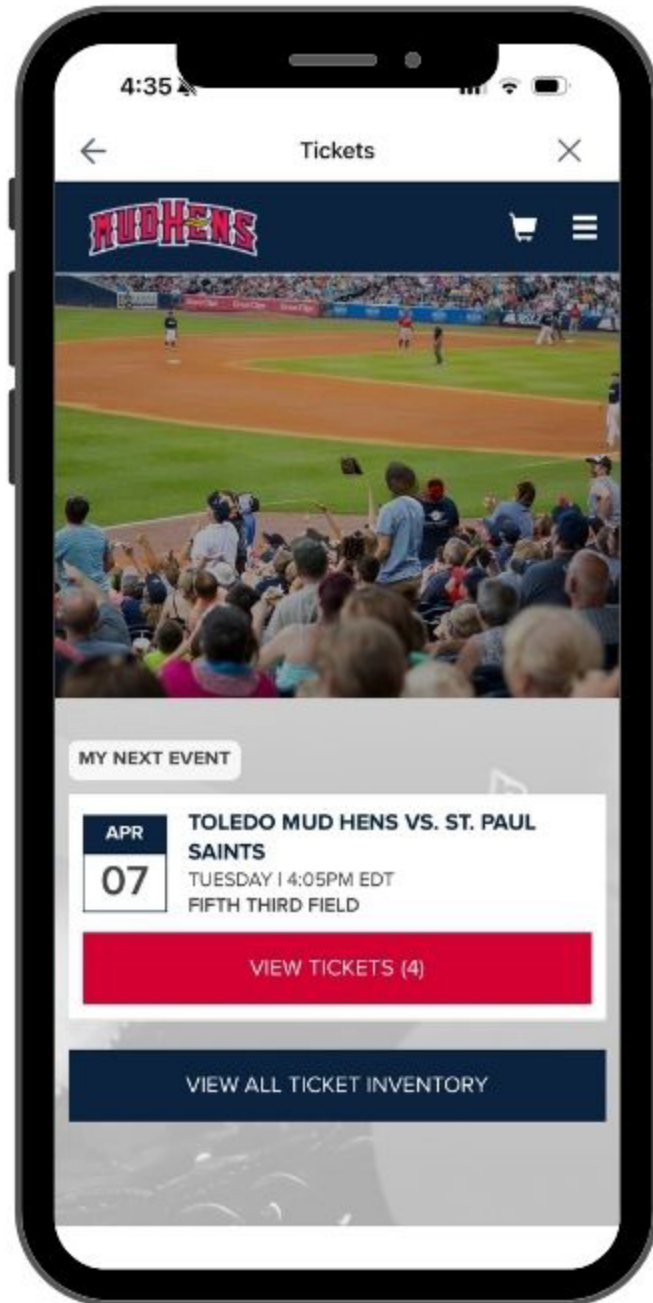 4:35
Tickets
MUDHENS
MY NEXT EVENT
APR
07
TOLEDO MUD HENS VS. ST. PAUL
SAINTS
TUESDAY | 4:05PM EDT
FIFTH THIRD FIELD
VIEW TICKETS (4)
VIEW ALL TICKET INVENTORY